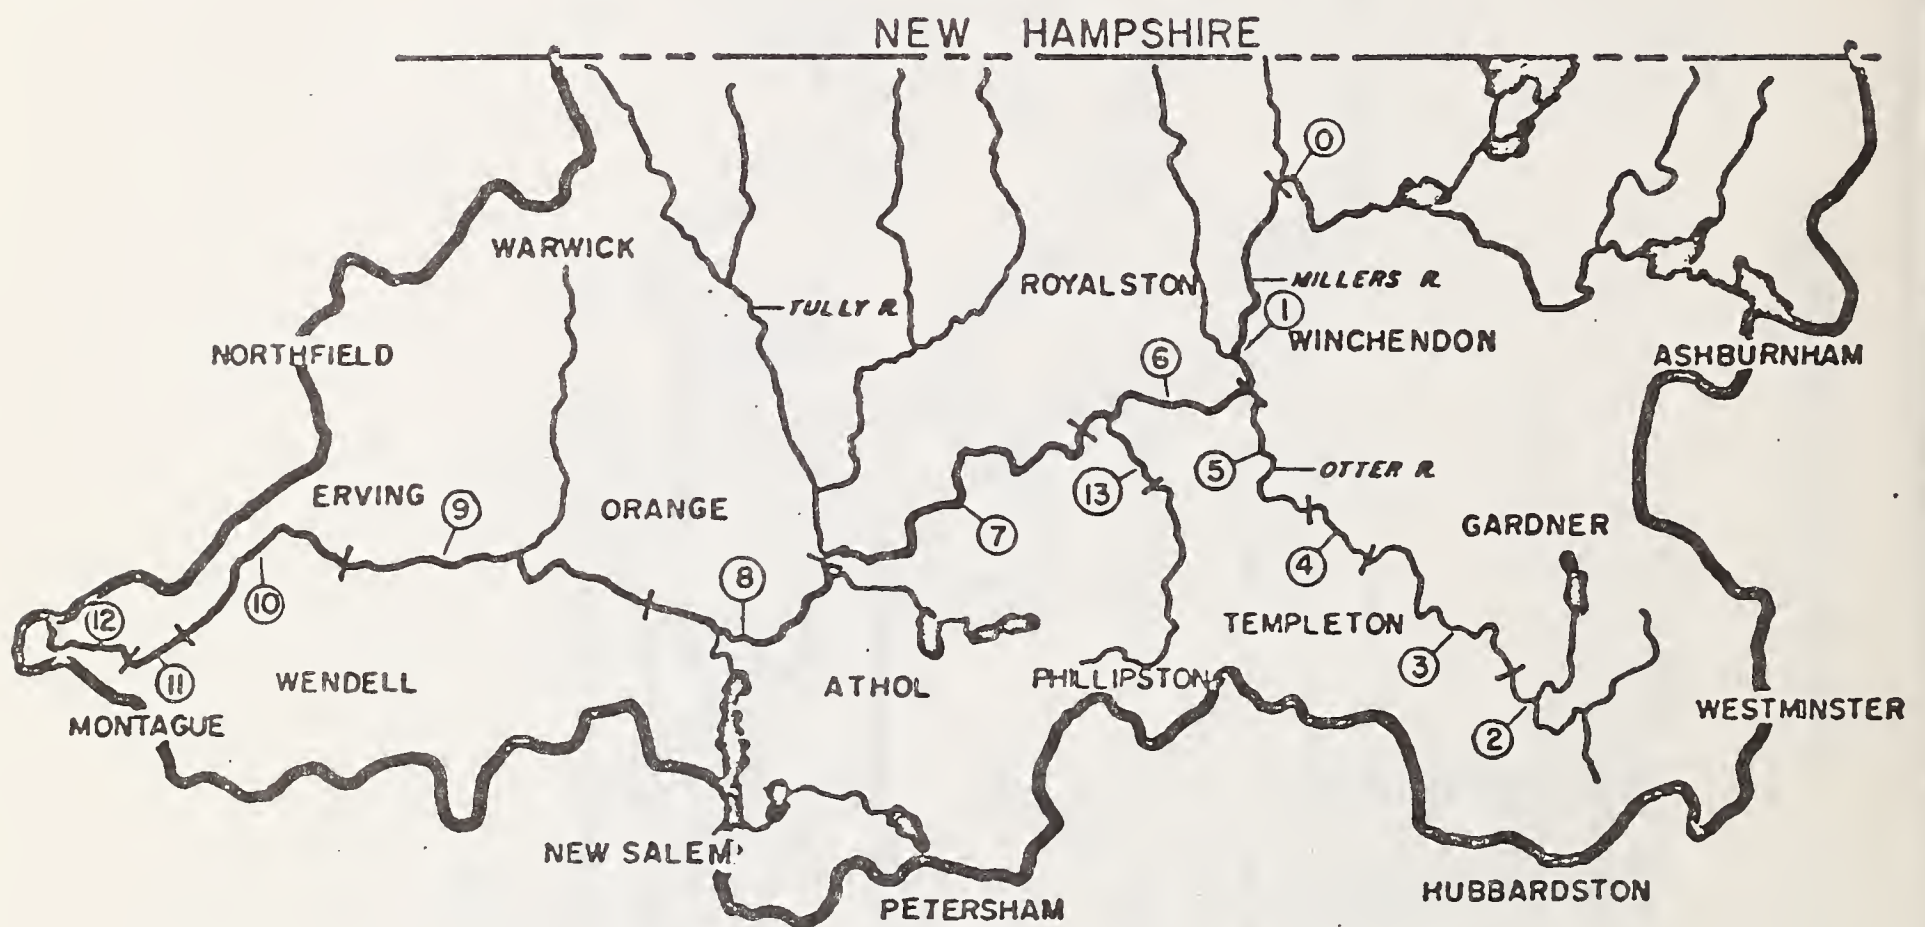 NEW HAMPSHIRE
0
WARWICK
ROYALSTON
MILLERS R.
TULLY R.
1
WINCHENDON
NORTHFIELD
6
ASHBURNHAM
5
OTTER R.
ERVING
9
ORANGE
13
7
GARDNER
4
8
10
12
TEMPLETON
3
11
WENDELL
ATHOL
PHILLIPSTON
MONTAGUE
WESTMINSTER
2
NEW SALEM
HUBBARDSTON
PETERSHAM